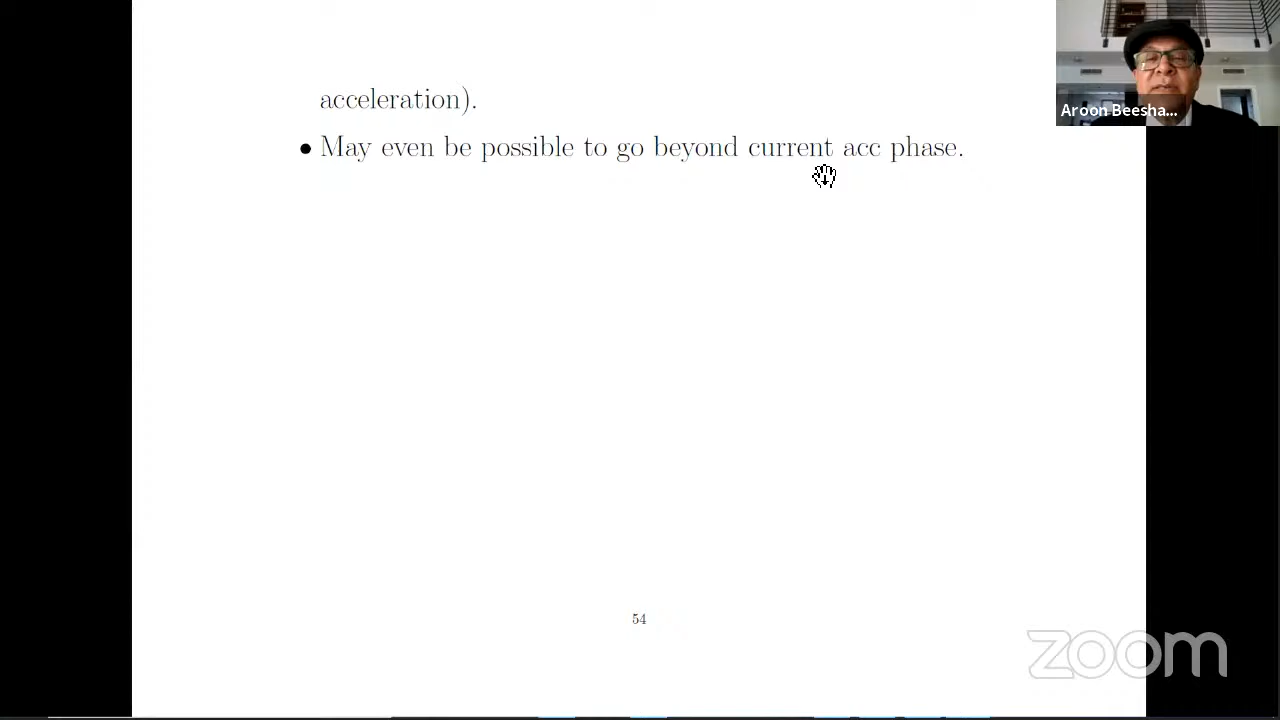 acceleration).
• May even be possible to go beyond current acc phase.
Aroon Beesha...
54
zoom